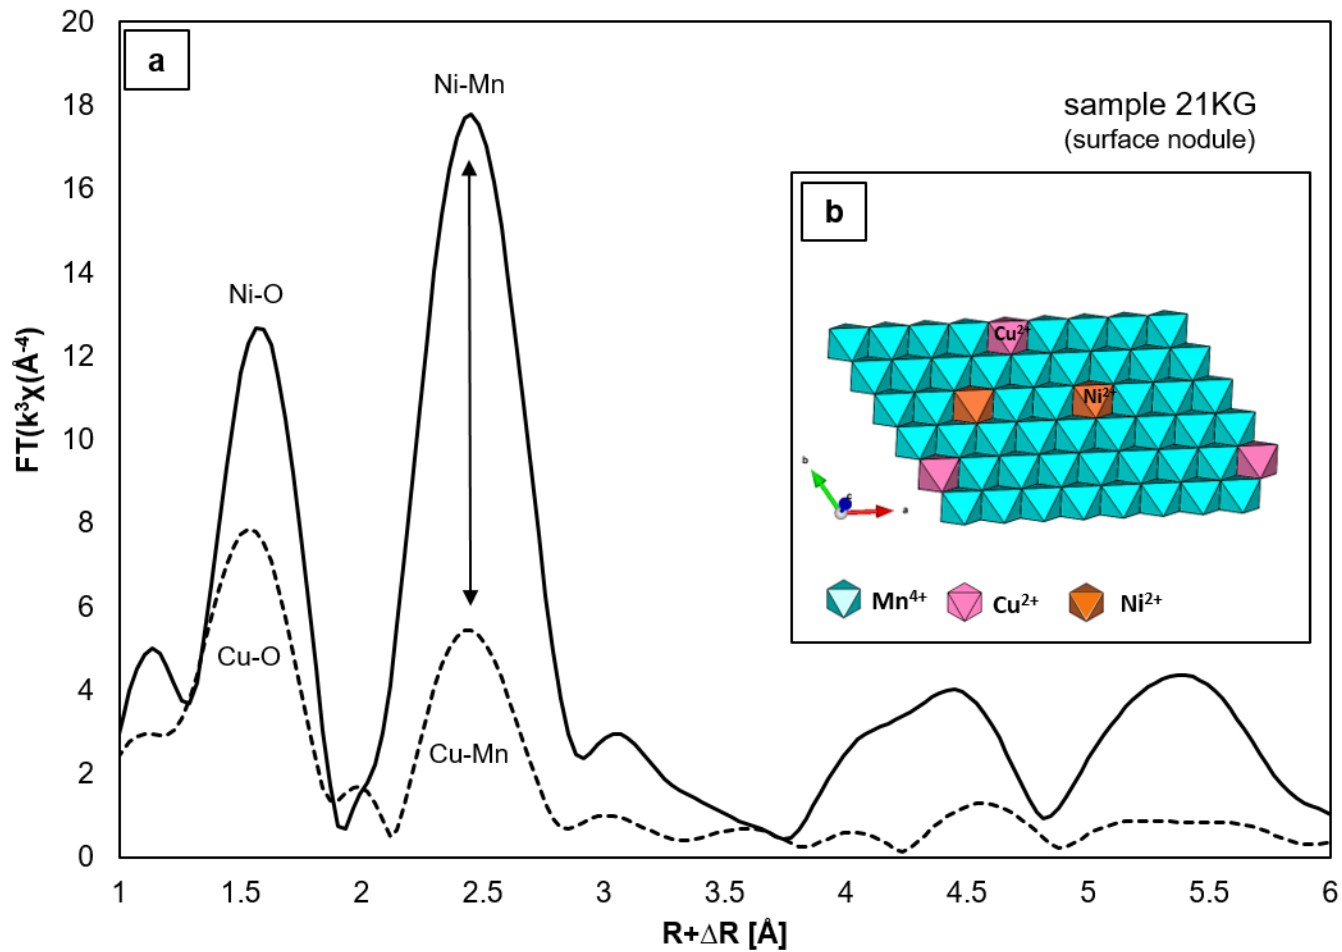 a
Ni-Mn
sample 21KG
(surface nodule)
b
Ni-O
Cu²⁺
Ni²⁺
Cu-O
Cu-Mn
b
c
a
Mn⁴⁺
Cu²⁺
Ni²⁺
FT(k³χ(Å⁻⁴)
20
18
16
14
12
10
8
6
4
2
0
1
1.5
2
2.5
3
3.5
4
4.5
5
5.5
6
R+ΔR [Å]